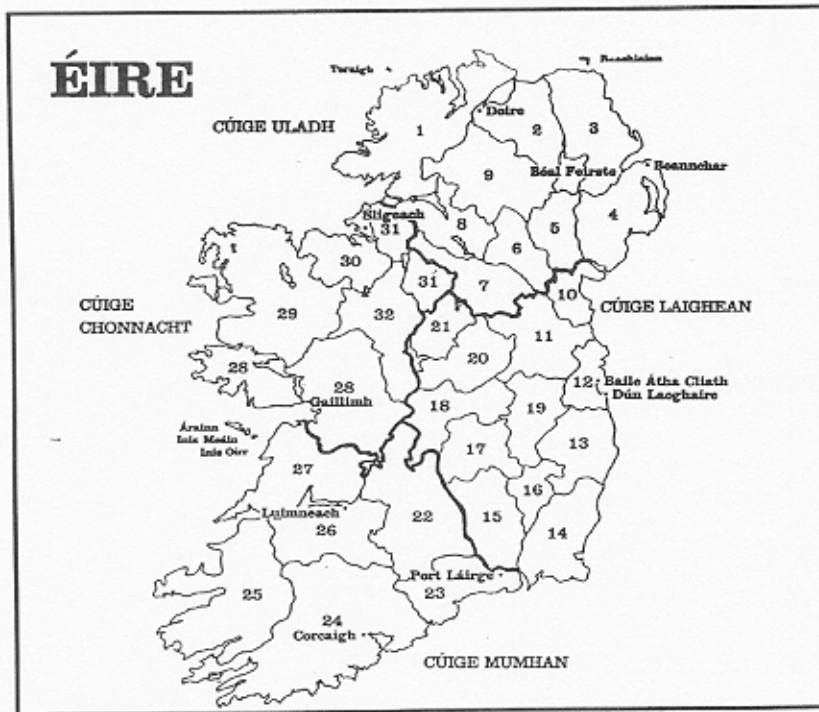 ÉIRE
Toraigh
Reachlainn
CÚIGE ULADH
1
Doire
2
3
9
Béal Feirste
Beannchar
Sligeach
31
8
6
5
4
30
31
7
10
CÚIGE LAIGHEAN
CÚIGE
CHONNACHT
29
32
21
20
11
28
28
Gaillimh
12
Baile Átha Cliath
Dún Laoghaire
18
19
Árainn
Inis Meáin
Inis Oírr
27
17
13
16
Luimneach
26
22
15
14
Port Láirge
23
25
24
Corcaigh
CÚIGE MUMHAN